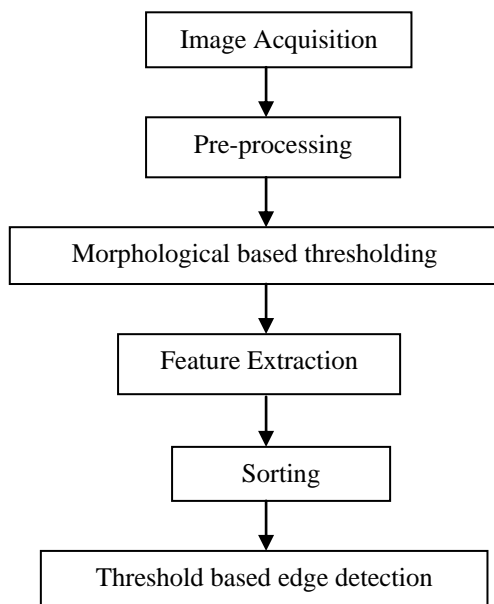 Image Acquisition
Pre-processing
Morphological based thresholding
Feature Extraction
Sorting
Threshold based edge detection